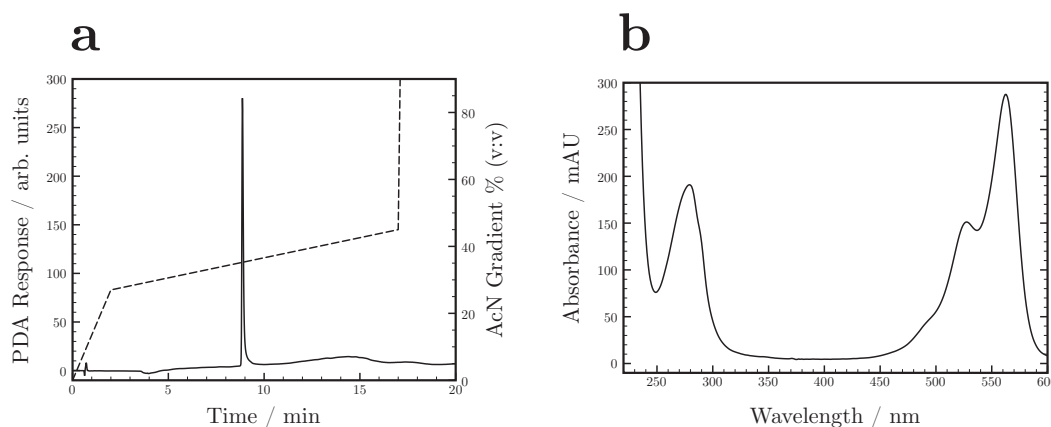 a
300
250
200
150
100
50
0
PDA Response / arb. units
80
60
40
20
0
AcN Gradient % (v:v)
0 5 10 15 20
Time / min
b
300
250
200
150
100
50
0
Absorbance / mAU
250 300 350 400 450 500 550 60
Wavelength / nm